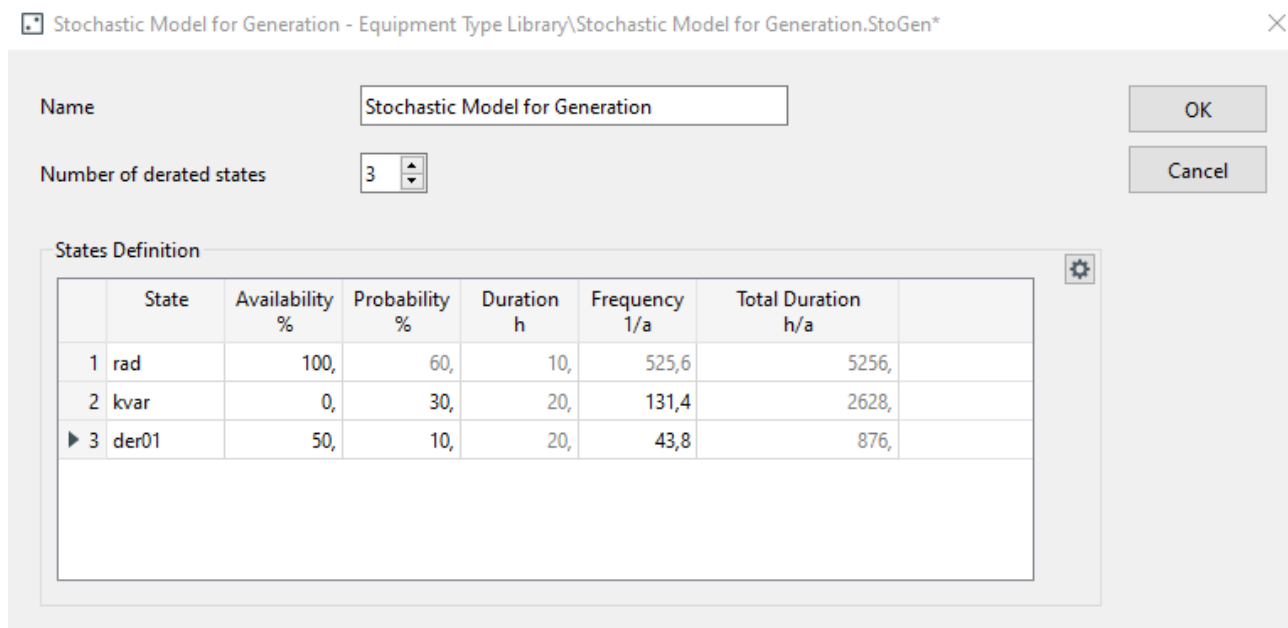 Stochastic Model for Generation - Equipment Type Library\Stochastic Model for Generation.StoGen*
Name Stochastic Model for Generation OK
Number of derated states 3 Cancel
States Definition
State Availability % Probability % Duration h Frequency 1/a Total Duration h/a
1 rad 100, 60, 10, 525,6 5256,
2 kvar 0, 30, 20, 131,4 2628,
3 der01 50, 10, 20, 43,8 876,